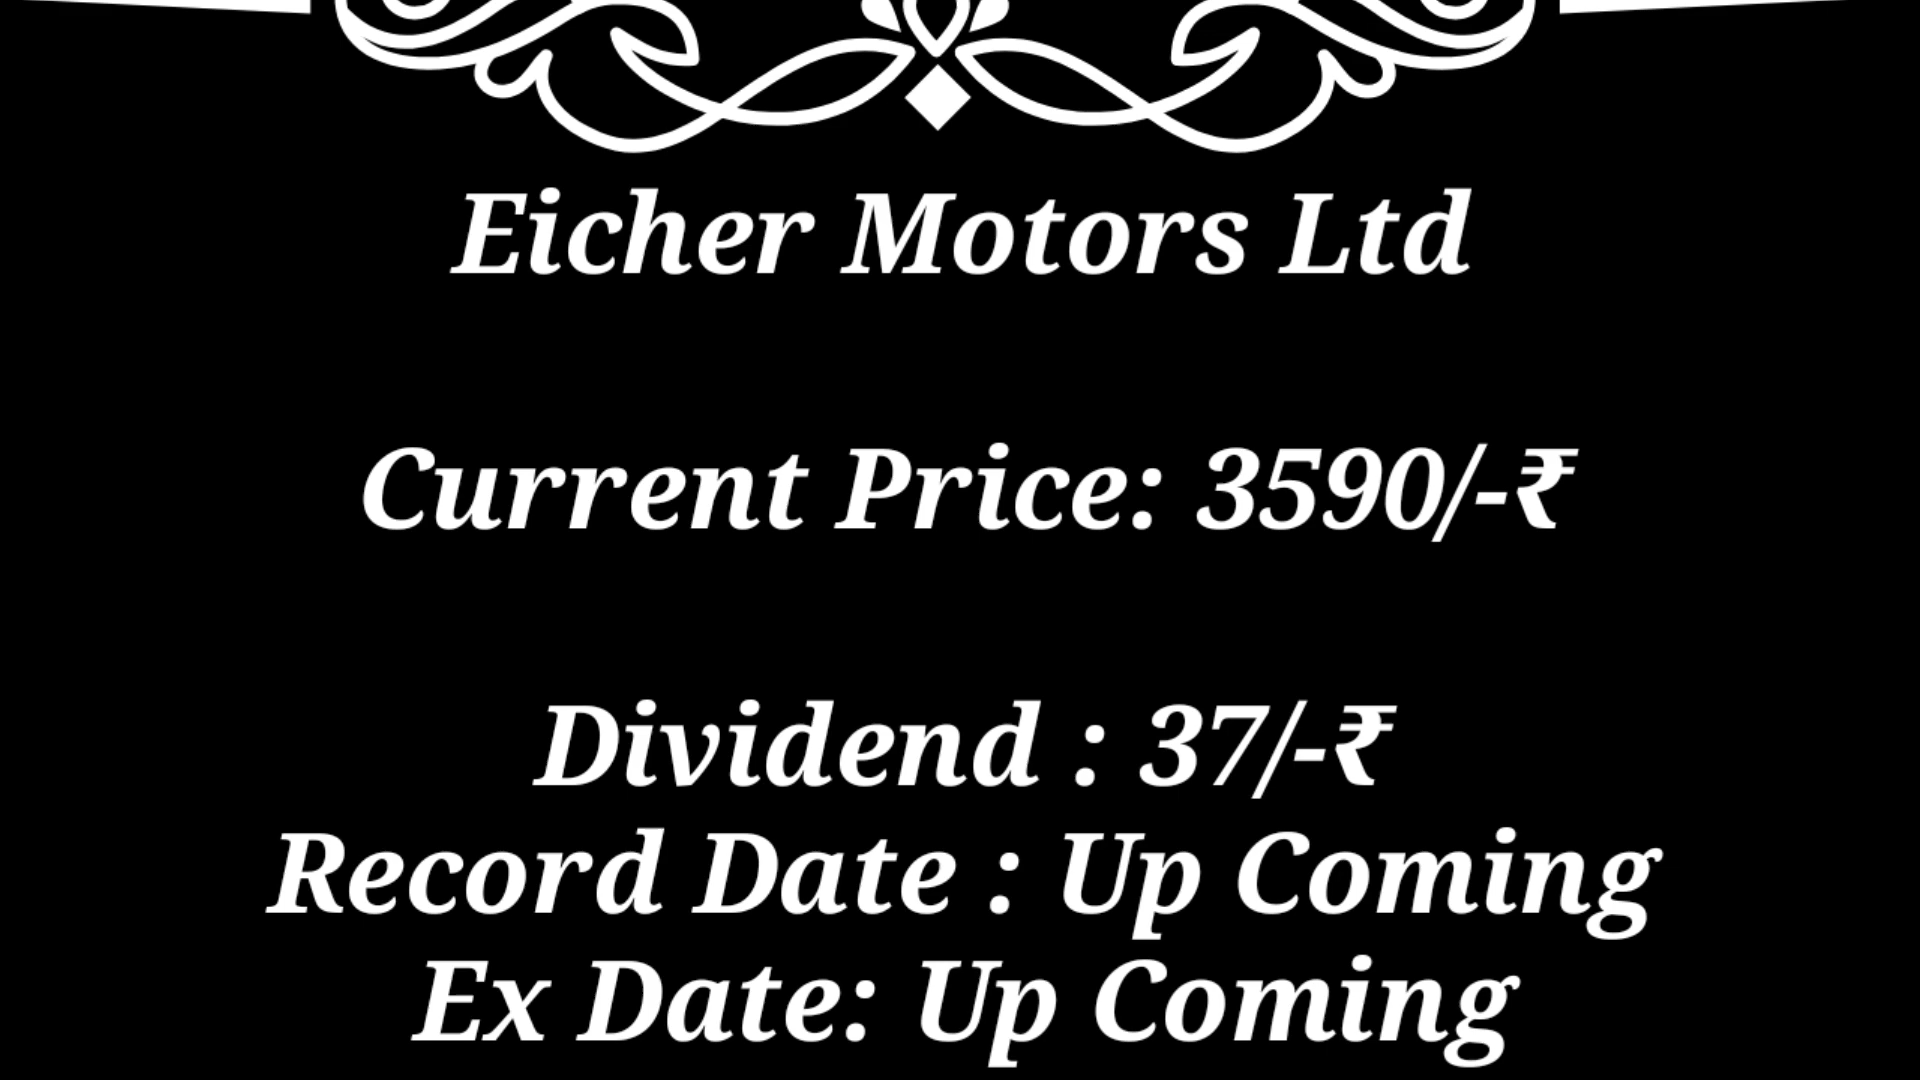 Eicher Motors Ltd
Current Price: 3590/-₹
Dividend : 37/-₹
Record Date : Up Coming
Ex Date: Up Coming